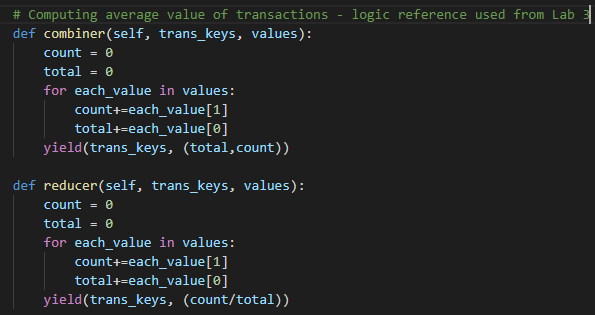 # Computing average value of transactions - logic reference used from Lab 3
def combiner(self, trans_keys, values):
    count = 0
    total = 0
    for each_value in values:
        count+=each_value[1]
        total+=each_value[0]
    yield(trans_keys, (total,count))

def reducer(self, trans_keys, values):
    count = 0
    total = 0
    for each_value in values:
        count+=each_value[1]
        total+=each_value[0]
    yield(trans_keys, (count/total))